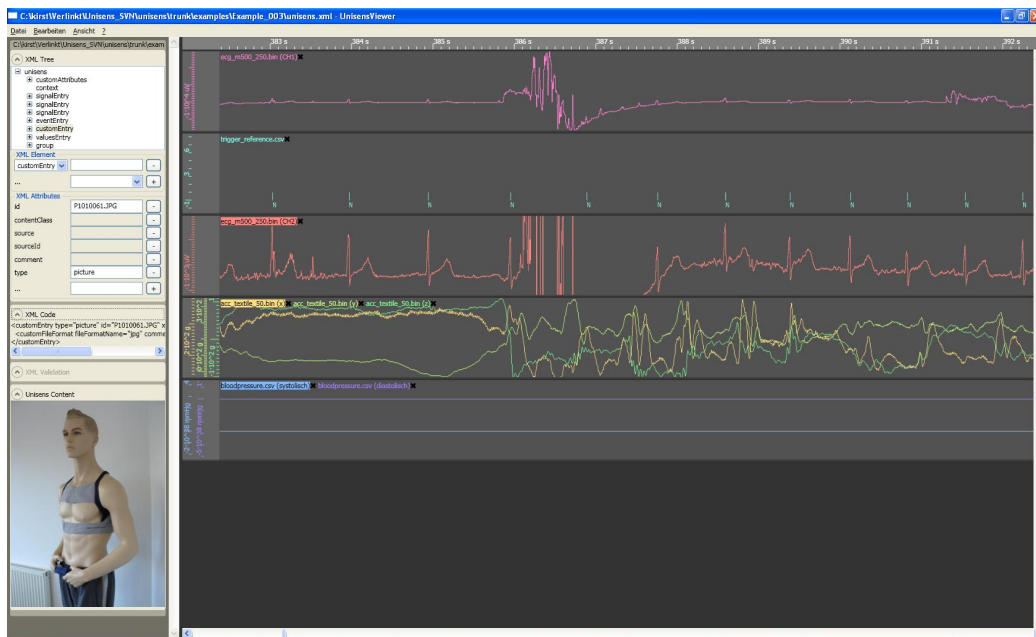 C:\kirst\Verlinkt\Unisens_SVN\unisens\trunk\examples\Example_003\unisens.xml - UnisensViewer
Datei Bearbeiten Ansicht ?
C:\kirst\Verlinkt\Unisens_SVN\unisens\trunk\exam
XML Tree
unisens
customAttributes
context
signalEntry
signalEntry
signalEntry
eventEntry
customEntry
valuesEntry
group
XML Element
customEntry
...
XML Attributes
id P1010061.JPG
contentClass
source
sourceId
comment
type picture
...
XML Code
<customEntry type="picture" id="P1010061.JPG" x
<customFileFormat fileFormatName="jpg" comme
</customEntry>
XML Validation
Unisens Content
383 s 384 s 385 s 386 s 387 s 388 s 389 s 390 s 391 s 392 s
ecg_m500_250.bin (CH1)
trigger_reference.csv
N N N N N N N N N N N
ecg_m500_250.bin (CH2)
acc_textile_50.bin (x) acc_textile_50.bin (y) acc_textile_50.bin (z)
bloodpressure.csv (systolisch) bloodpressure.csv (diastolisch)